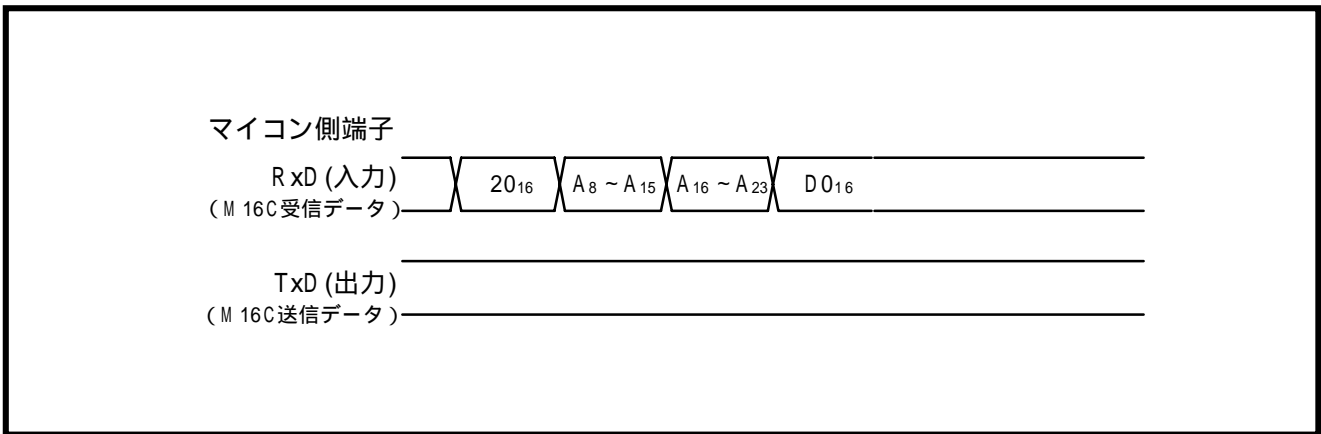 マイコン側端子
RxD (入力) 20₁₆ A₈ ~ A₁₅ A₁₆ ~ A₂₃ D0₁₆
(M16C受信データ)
TxD (出力)
(M16C送信データ)